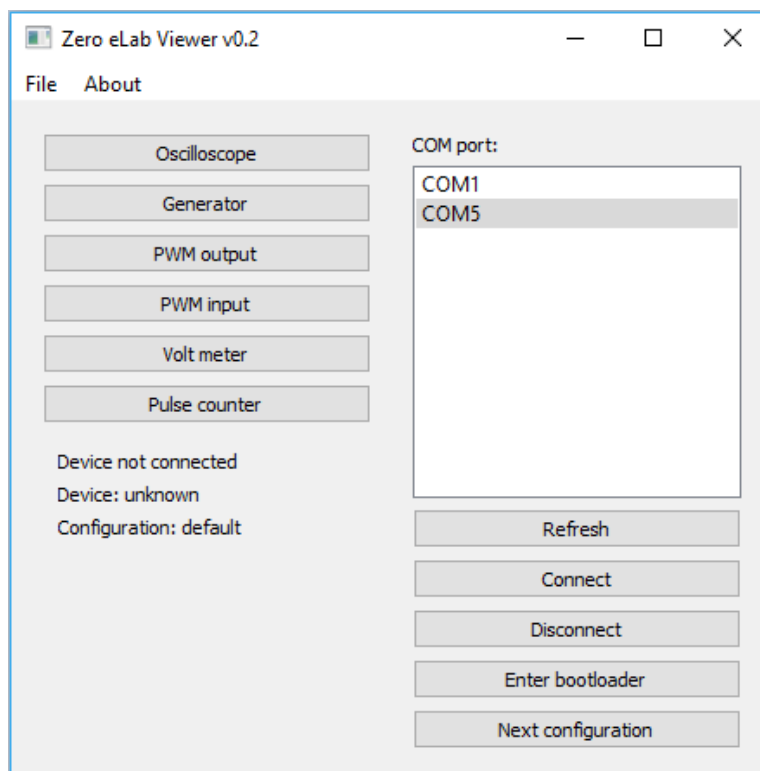 Zero eLab Viewer v0.2
File About
Oscilloscope
Generator
PWM output
PWM input
Volt meter
Pulse counter
Device not connected
Device: unknown
Configuration: default
COM port:
COM1
COM5
Refresh
Connect
Disconnect
Enter bootloader
Next configuration